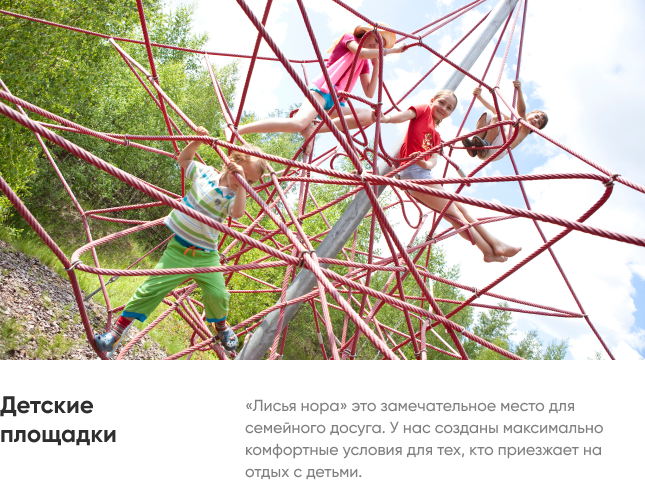 Детские
площадки
«Лисья нора» это замечательное место для
семейного досуга. У нас созданы максимально
комфортные условия для тех, кто приезжает на
отдых с детьми.